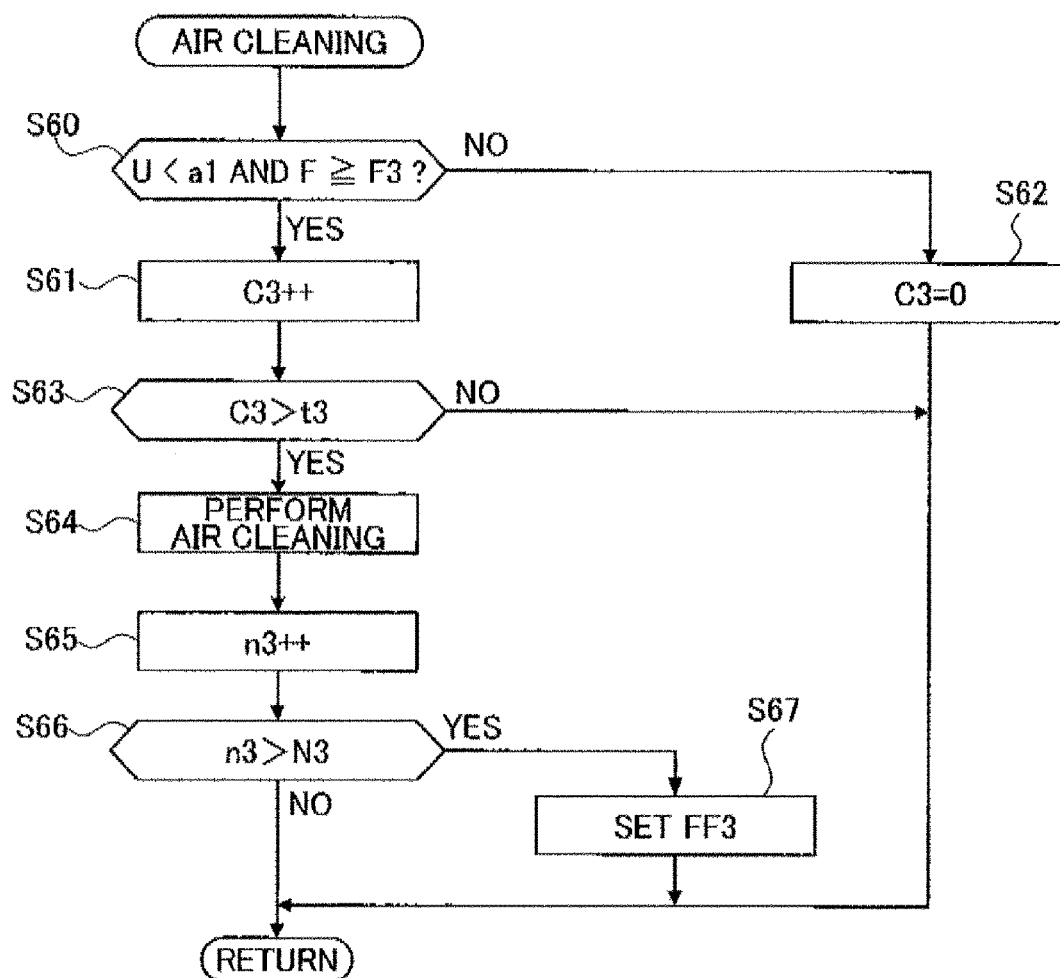 AIR CLEANING
S60
U < a1 AND F ≧ F3 ?
NO
YES
S62
S61
C3++
C3=0
S63
C3>t3
NO
YES
S64
PERFORM
AIR CLEANING
S65
n3++
S66
n3>N3
YES
S67
NO
SET FF3
RETURN